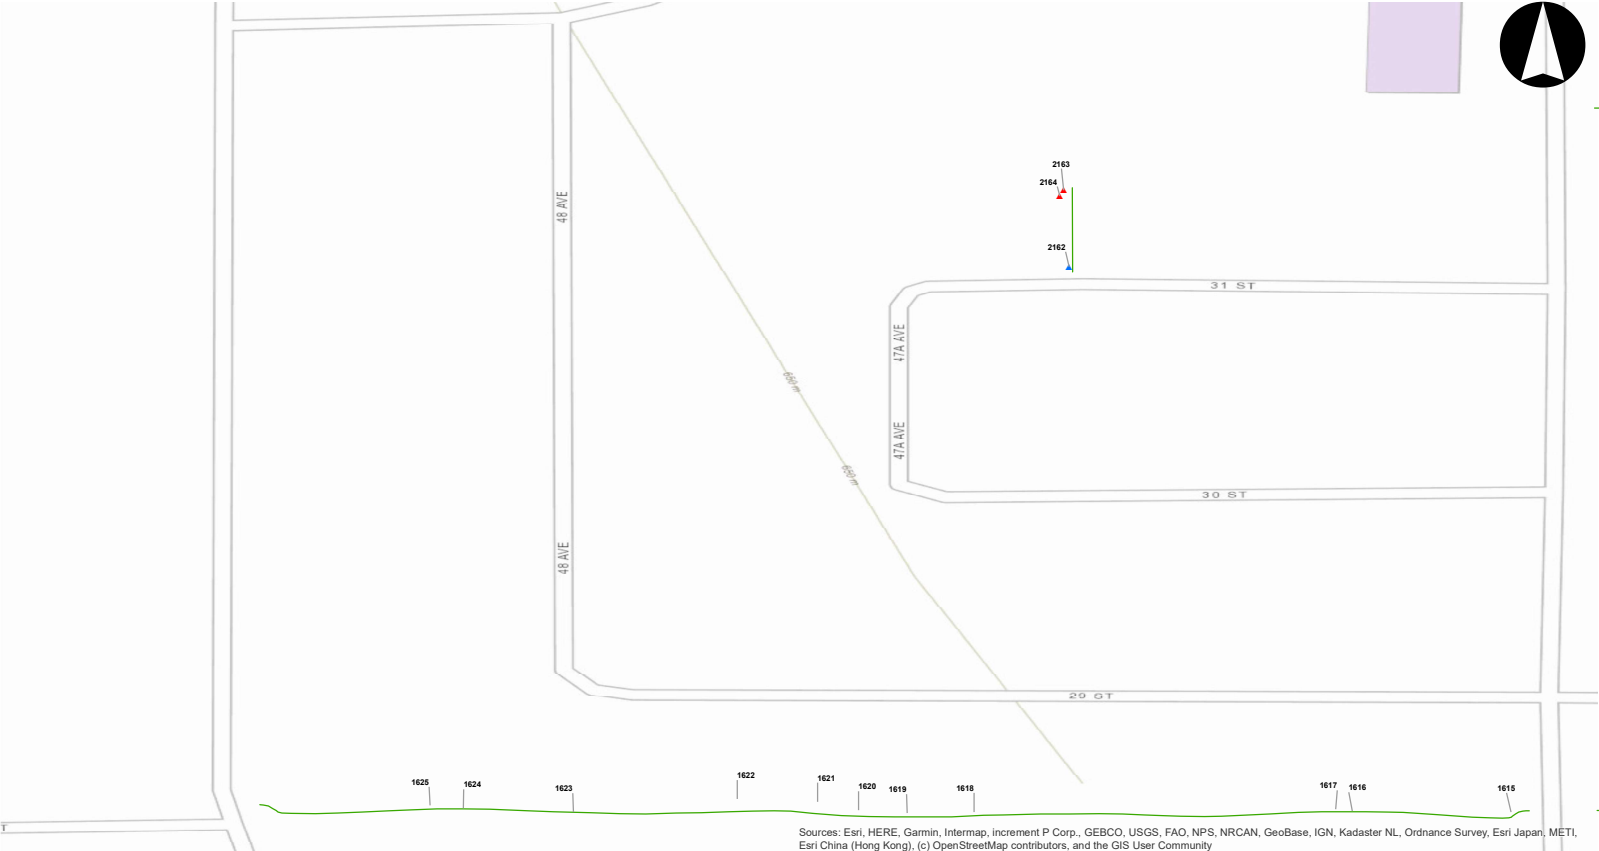 2163
2164
48 AVE
2162
31 ST
47A AVE
660 m
47A AVE
660 m
30 ST
48 AVE
29 ST
1625
1624
1623
1622
1621
1620
1619
1618
1617
1616
1615
T
Sources: Esri, HERE, Garmin, Intermap, increment P Corp., GEBCO, USGS, FAO, NPS, NRCAN, GeoBase, IGN, Kadaster NL, Ordnance Survey, Esri Japan, METI,
Esri China (Hong Kong), (c) OpenStreetMap contributors, and the GIS User Community